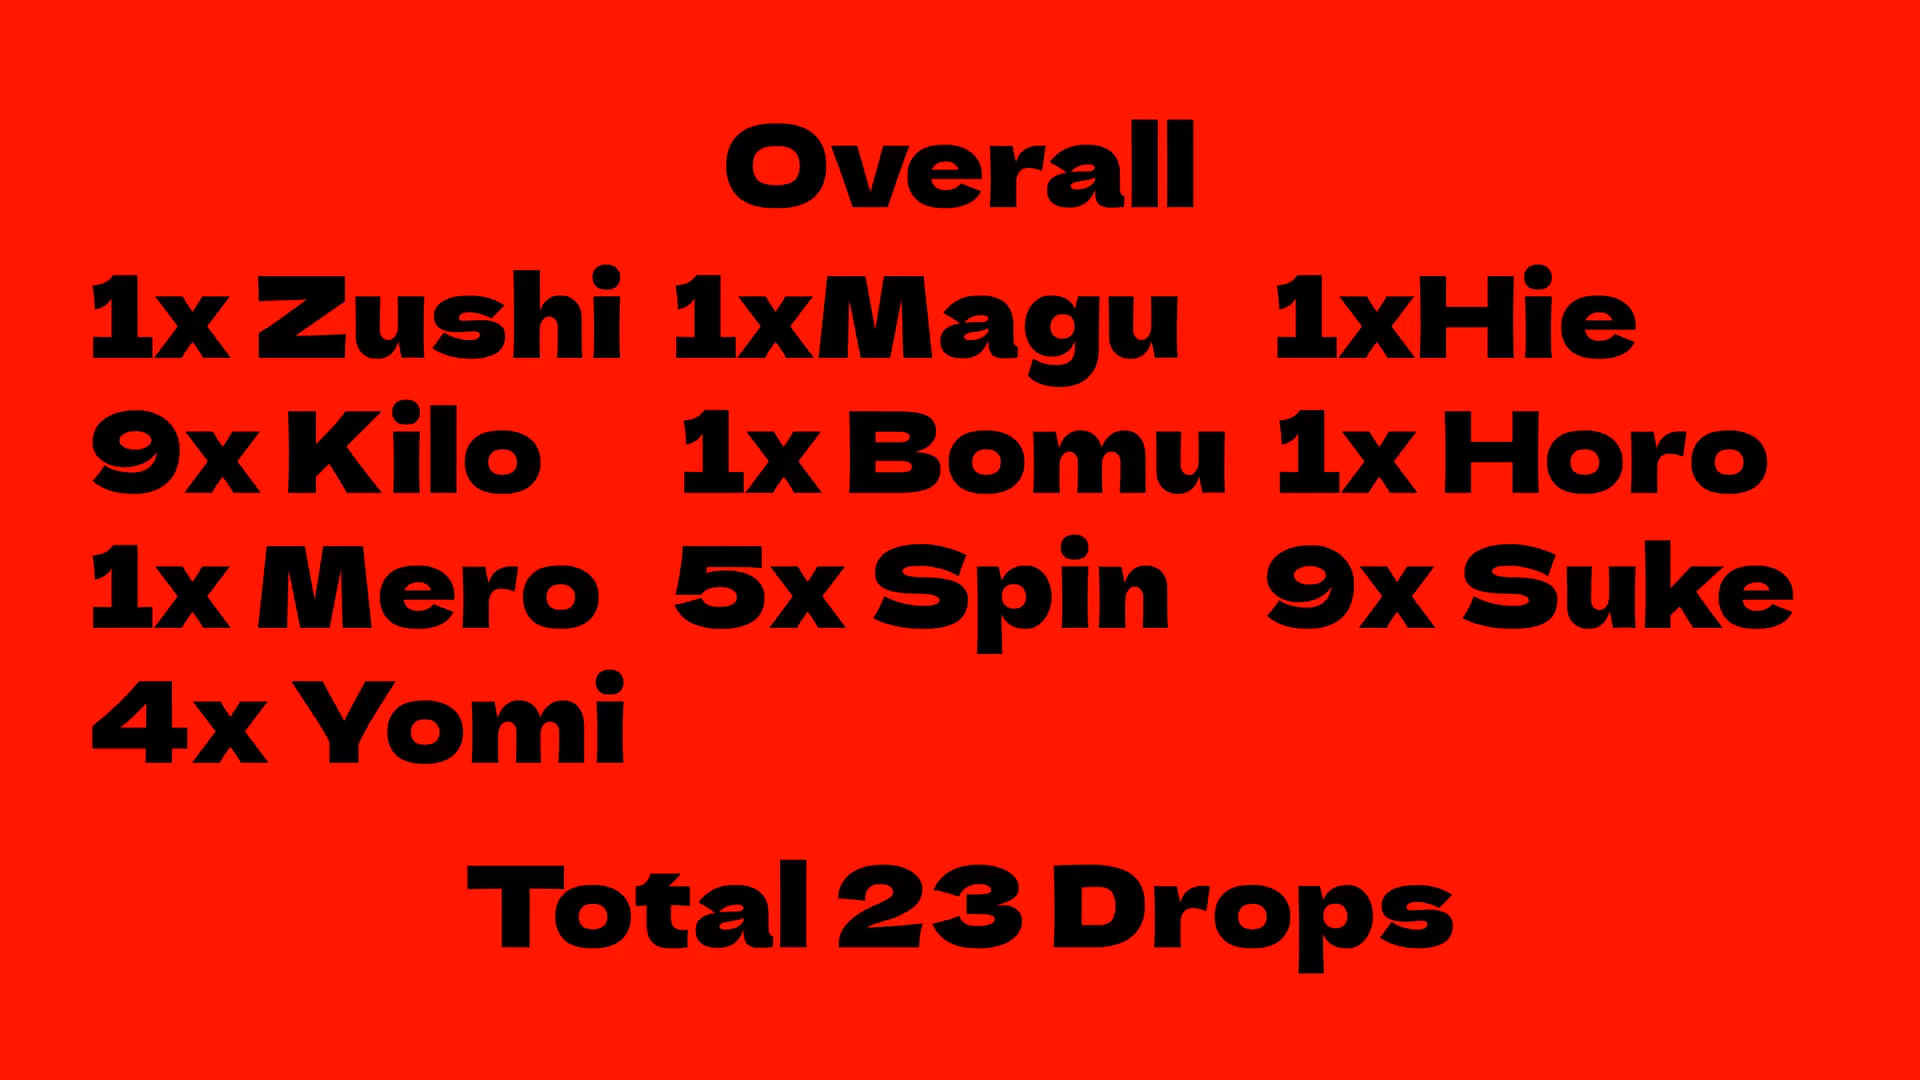 Overall
1x Zushi 1xMagu 1xHie
9x Kilo 1x Bomu 1x Horo
1x Mero 5x Spin 9x Suke
4x Yomi
Total 23 Drops